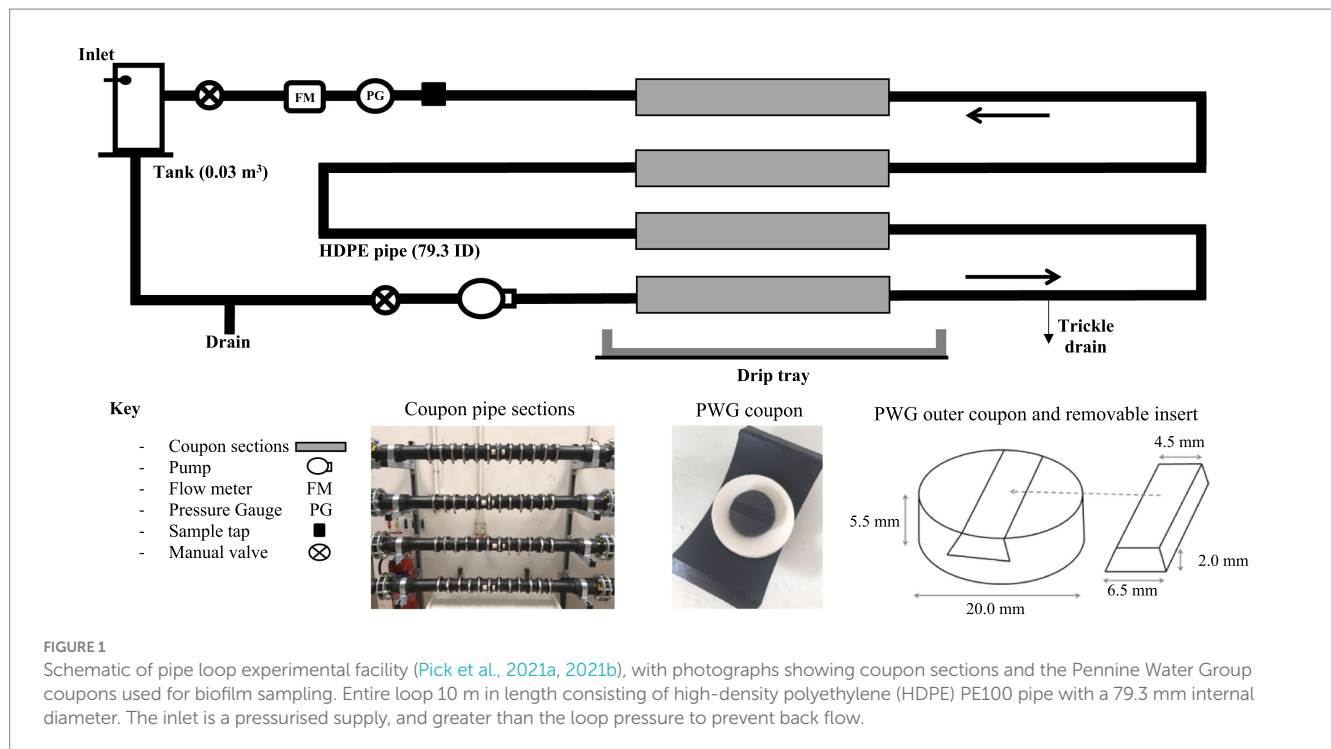 Inlet
FM
PG
Tank (0.03 m³)
HDPE pipe (79.3 ID)
Drain
Trickle
drain
Drip tray
Key
- Coupon sections
- Pump
- Flow meter FM
- Pressure Gauge PG
- Sample tap
- Manual valve
Coupon pipe sections
PWG coupon
PWG outer coupon and removable insert
4.5 mm
5.5 mm
2.0 mm
6.5 mm
20.0 mm
FIGURE 1
Schematic of pipe loop experimental facility (Pick et al., 2021a, 2021b), with photographs showing coupon sections and the Pennine Water Group
coupons used for biofilm sampling. Entire loop 10 m in length consisting of high-density polyethylene (HDPE) PE100 pipe with a 79.3 mm internal
diameter. The inlet is a pressurised supply, and greater than the loop pressure to prevent back flow.